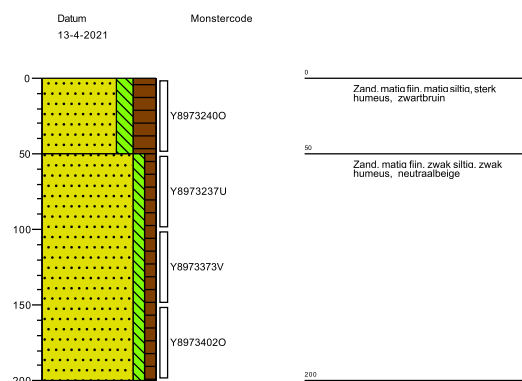 Datum
Monstercode
13-4-2021
0
0
Zand, matig fijn, matig siltig, sterk
humeus, zwartbruin
Y8973240O
50
50
Zand, matig fijn, zwak siltig, zwak
humeus, neutraalbeige
Y8973237U
100
Y8973373V
150
Y8973402O
200
200